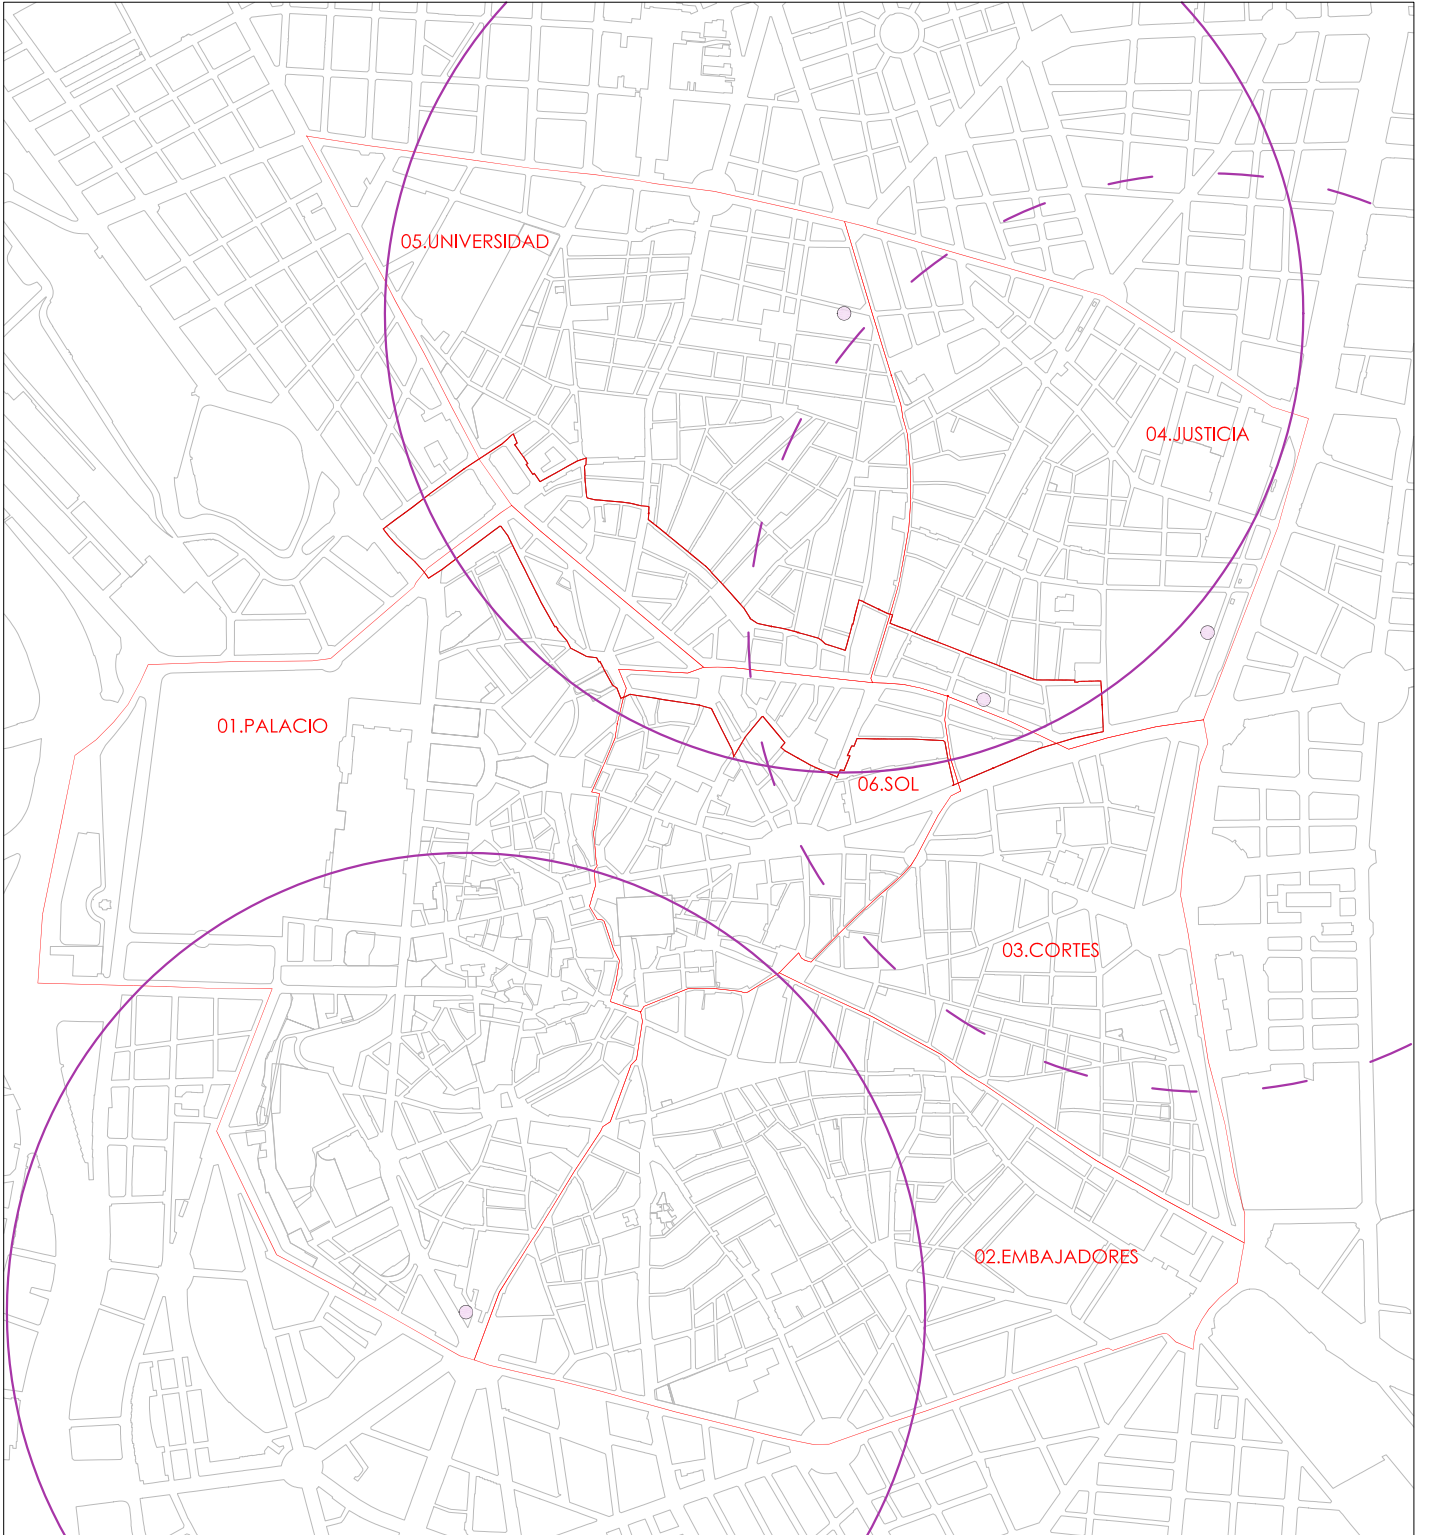 05.UNIVERSIDAD
04.JUSTICIA
01.PALACIO
06.SOL
03.CORTES
02.EMBAJADORES